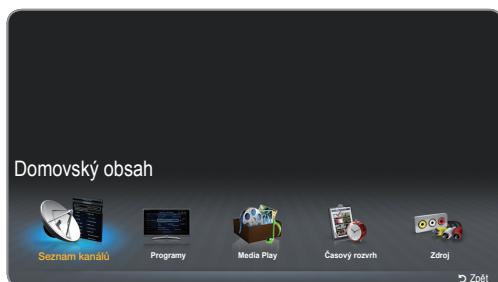 Domovský obsah
Seznam kanálů Programy Media Play Časový rozvrh Zdroj
Zpět